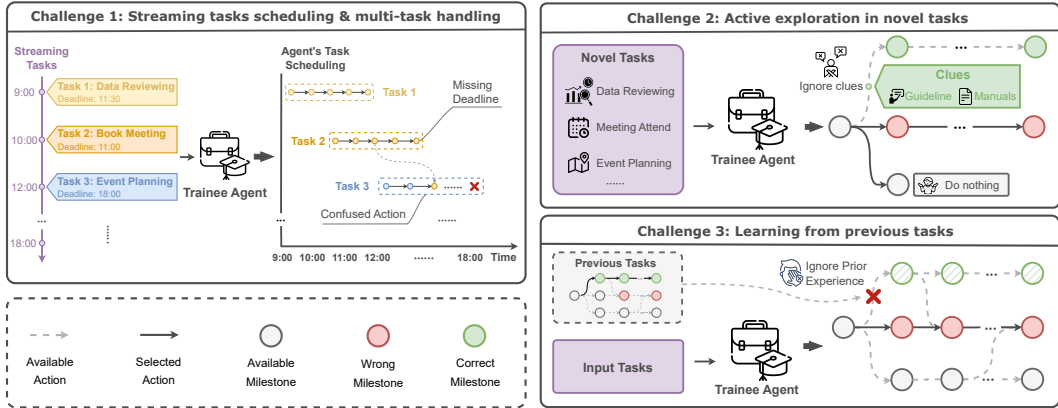 Challenge 1: Streaming tasks scheduling & multi-task handling
Streaming
Tasks
9:00
Task 1: Data Reviewing
Deadline: 11:30
10:00
Task 2: Book Meeting
Deadline: 11:00
12:00
Task 3: Event Planning
Deadline: 18:00
...
......
18:00
Trainee Agent
Agent's Task
Scheduling
Task 1
Missing
Deadline
Task 2
Task 3
......
Confused Action
......
...
9:00 10:00 11:00 12:00 ...... 18:00 Time
Available
Action
Selected
Action
Available
Milestone
Wrong
Milestone
Correct
Milestone
Challenge 2: Active exploration in novel tasks
Novel Tasks
Data Reviewing
Meeting Attend
Event Planning
......
Trainee Agent
Ignore clues
...
Clues
Guideline
Manuals
...
Do nothing
Challenge 3: Learning from previous tasks
Previous Tasks
Ignore Prior
Experience
Input Tasks
Trainee Agent
...
...
...